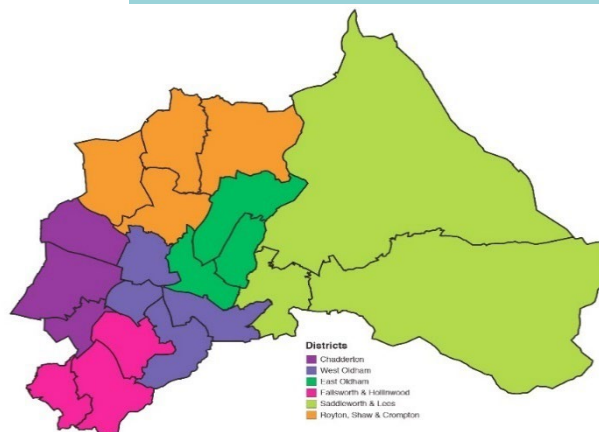 Districts
Chadderton
West Oldham
East Oldham
Failsworth & Hollinwood
Saddleworth & Lees
Royton, Shaw & Crompton